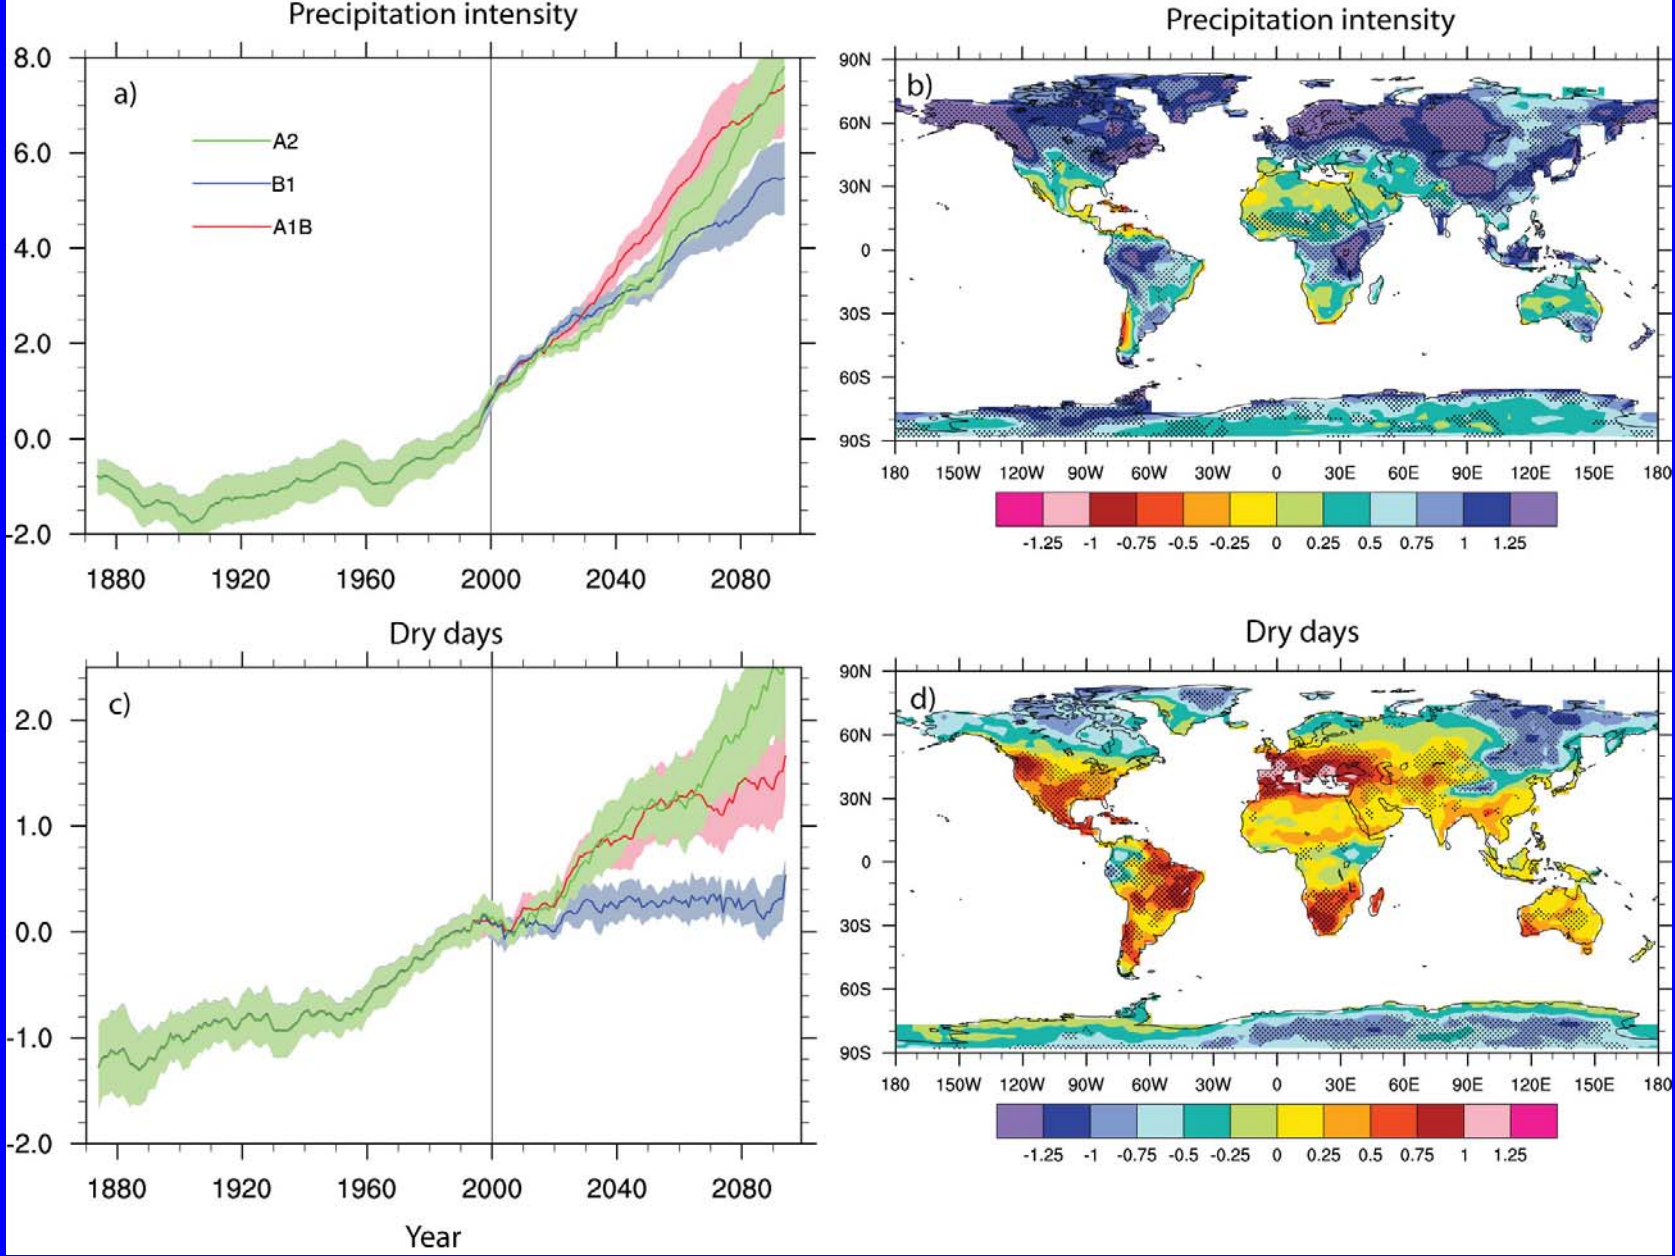 Precipitation intensity
a)
8.0
6.0
4.0
2.0
0.0
-2.0
A2
B1
A1B
1880 1920 1960 2000 2040 2080
Precipitation intensity
b)
90N
60N
30N
0
30S
60S
90S
180 150W 120W 90W 60W 30W 0 30E 60E 90E 120E 150E 180
-1.25 -1 -0.75 -0.5 -0.25 0 0.25 0.5 0.75 1 1.25
Dry days
c)
2.0
1.0
0.0
-1.0
-2.0
1880 1920 1960 2000 2040 2080
Year
Dry days
d)
90N
60N
30N
0
30S
60S
90S
180 150W 120W 90W 60W 30W 0 30E 60E 90E 120E 150E 180
-1.25 -1 -0.75 -0.5 -0.25 0 0.25 0.5 0.75 1 1.25